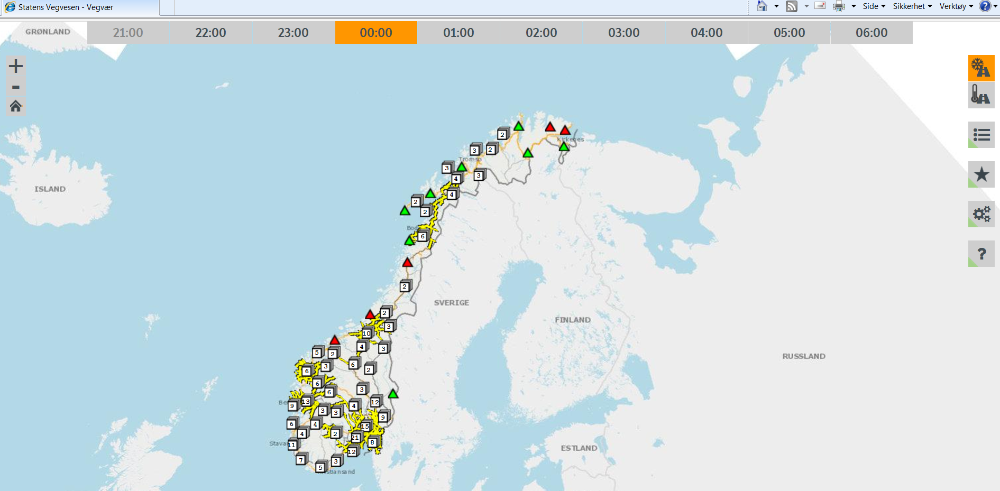 Statens Vegvesen - Vegvær
Side Sikkerhet Verktøy ?
GRØNLAND 21:00 22:00 23:00 00:00 01:00 02:00 03:00 04:00 05:00 06:00
+
-
2
Kirkenes
3 2
Tromsø
3
4 3
ISLAND
4
2
2
Bod
6
?
2
SVERIGE
2
FINLAND
3
10
4 3
5 2
RUSSLAND
6
3
2
6
6
3
6
Be 13 12
9 4
3 3
9
6 4
15
4 2
21
8
Stava 11
ESTLAND
12
7 3
5
stiansand